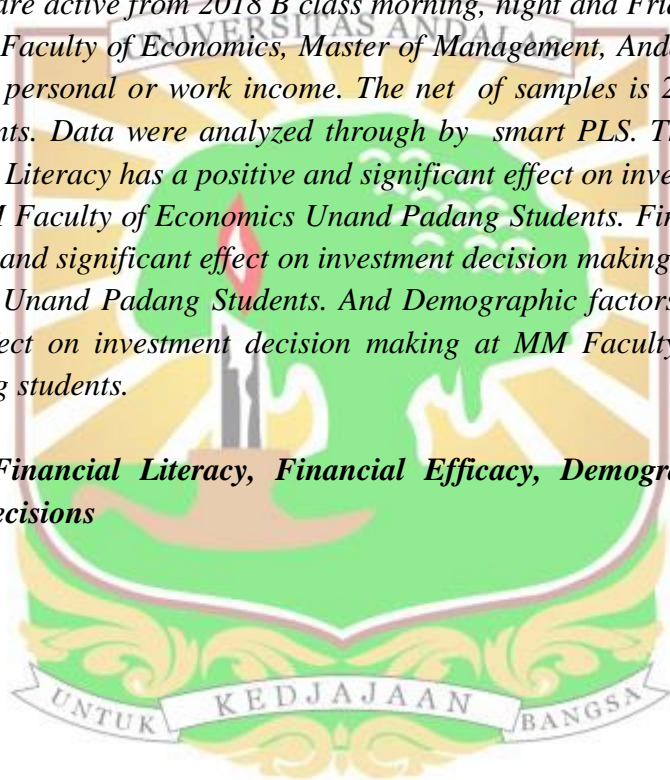 are active from 2018 B class morning, night and Fri
UNIVERSITAS ANDALAS
Faculty of Economics, Master of Management, And
personal or work income. The net of samples is 2
nts. Data were analyzed through by smart PLS. T
Literacy has a positive and significant effect on inve
M Faculty of Economics Unand Padang Students. Fin
and significant effect on investment decision making
Unand Padang Students. And Demographic factors
ect on investment decision making at MM Faculty
g students.
Financial Literacy, Financial Efficacy, Demogr
ecisions
UNTUK KEDJAJAAN BANGSA